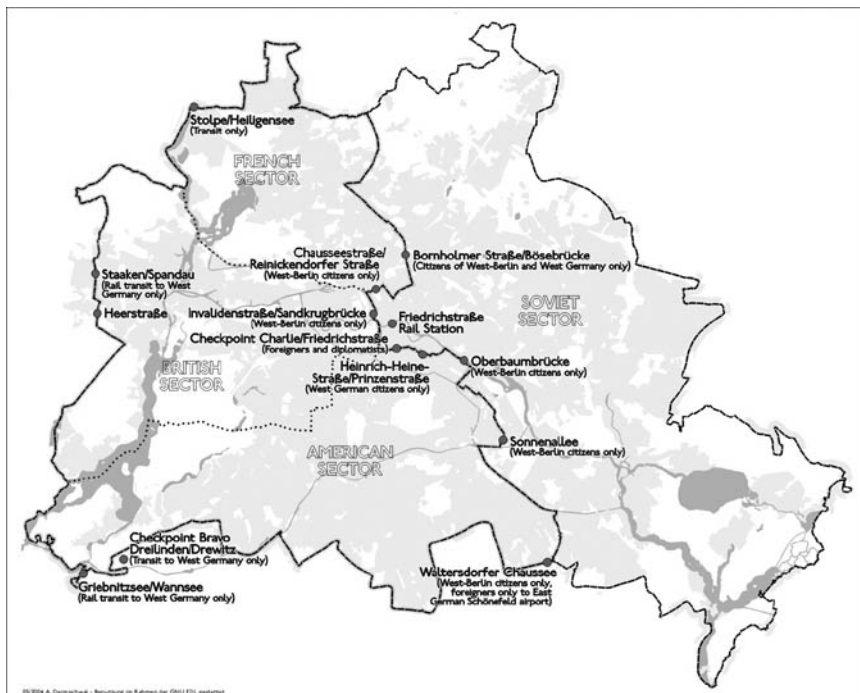 Stolpe/Heiligensee
(Transit only)
FRENCH
SECTOR
Chausseestraße/
Reinickendorfer Straße
(West-Berlin citizens only)
Bornholmer Straße/Bösebrücke
(Citizens of West-Berlin and West Germany only)
Staaken/Spandau
(Rail transit to West
Germany only)
Heerstraße
Invalidenstraße/Sandkrugbrücke
(West-Berlin citizens only)
Friedrichstraße
Rail Station
SOVIET
SECTOR
Checkpoint Charlie/Friedrichstraße
(Foreigners and diplomatists)
BRITISH
SECTOR
Heinrich-Heine-
Straße/Prinzenstraße
(West German citizens only)
Oberbaumbrücke
(West-Berlin citizens only)
Sonnenallee
(West-Berlin citizens only)
AMERICAN
SECTOR
Checkpoint Bravo
Dreilinden/Drewitz
(Transit to West Germany only)
Griebnitzsee/Wannsee
(Rail transit to West Germany only)
Waltersdorfer Chaussee
(West-Berlin citizens only,
foreigners only to East
German Schönefeld airport)